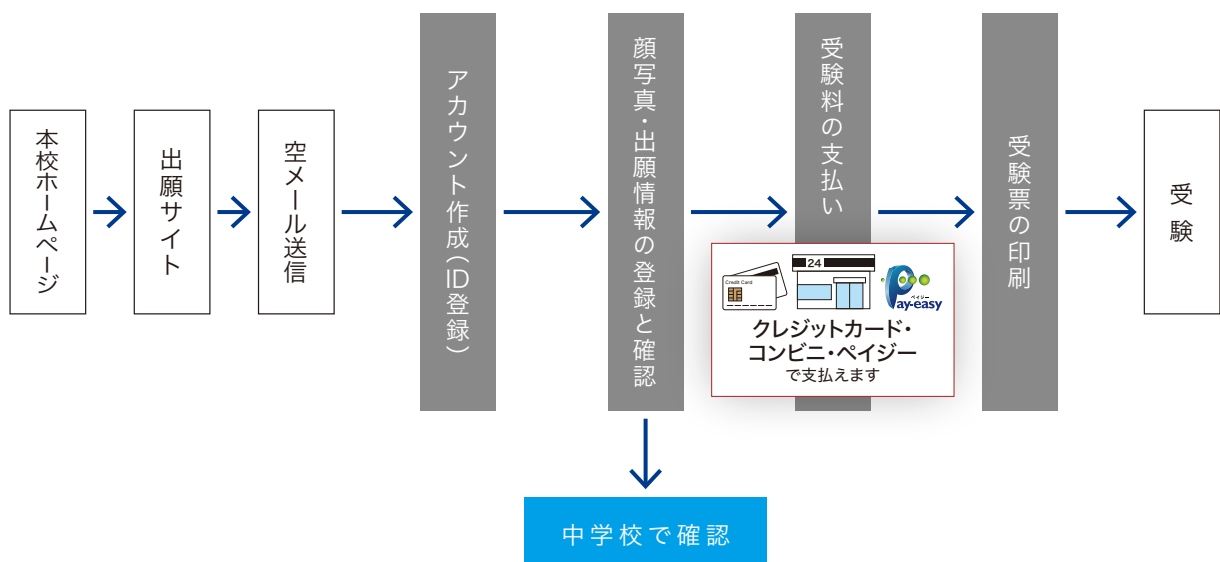 本校ホームページ
出願サイト
空メール送信
アカウント作成(ID登録)
顔写真・出願情報の登録と確認
受験料の支払い
24
Credit Card
ペイジー
Pay-easy
クレジットカード・
コンビニ・ペイジー
で支払えます
受験票の印刷
受験
中学校で確認